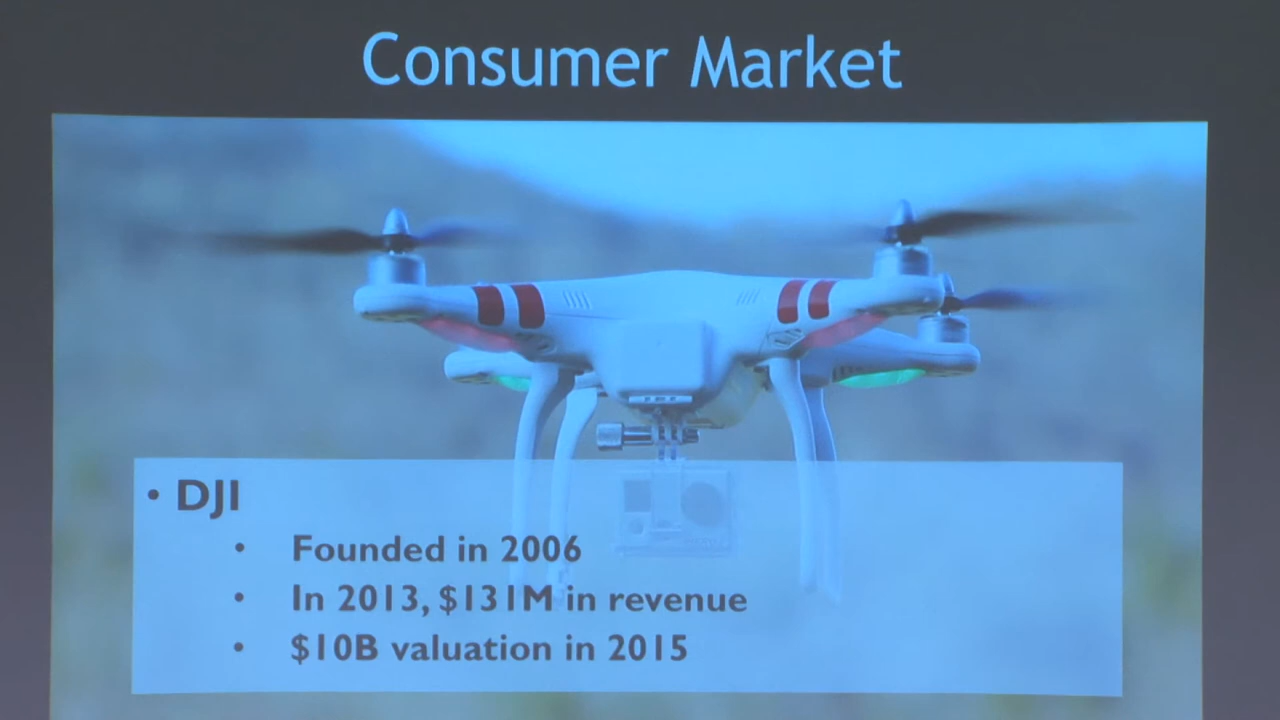 Consumer Market
• DJI
• Founded in 2006
• In 2013, $131M in revenue
• $10B valuation in 2015